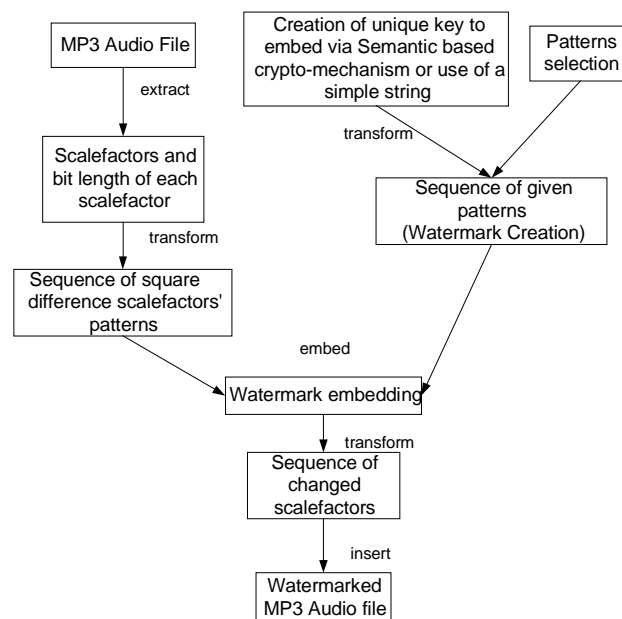 MP3 Audio File
Creation of unique key to
embed via Semantic based
crypto-mechanism or use of a
simple string
Patterns
selection
extract
transform
Scalefactors and
bit length of each
scalefactor
Sequence of given
patterns
(Watermark Creation)
transform
Sequence of square
difference scalefactors'
patterns
embed
Watermark embedding
transform
Sequence of
changed
scalefactors
insert
Watermarked
MP3 Audio file